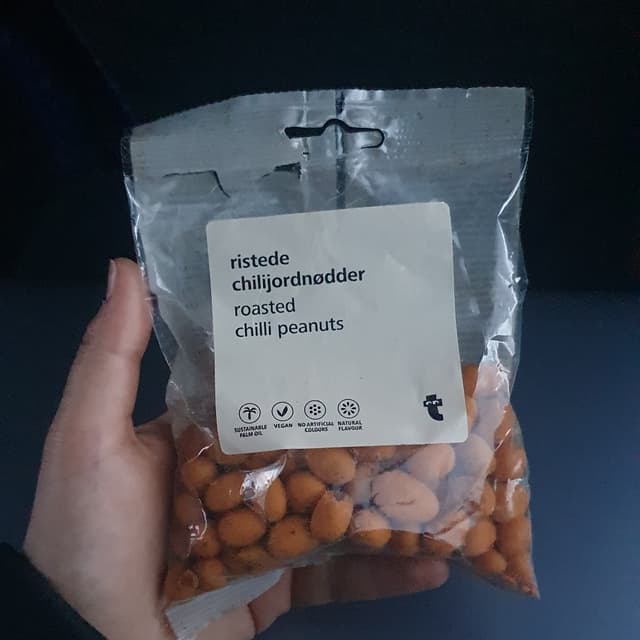 ristede
chilijordnødder
roasted
chilli peanuts
SUSTAINABLE
PALM OIL
VEGAN
NO ARTIFICIAL
COLOURS
NATURAL
FLAVOUR